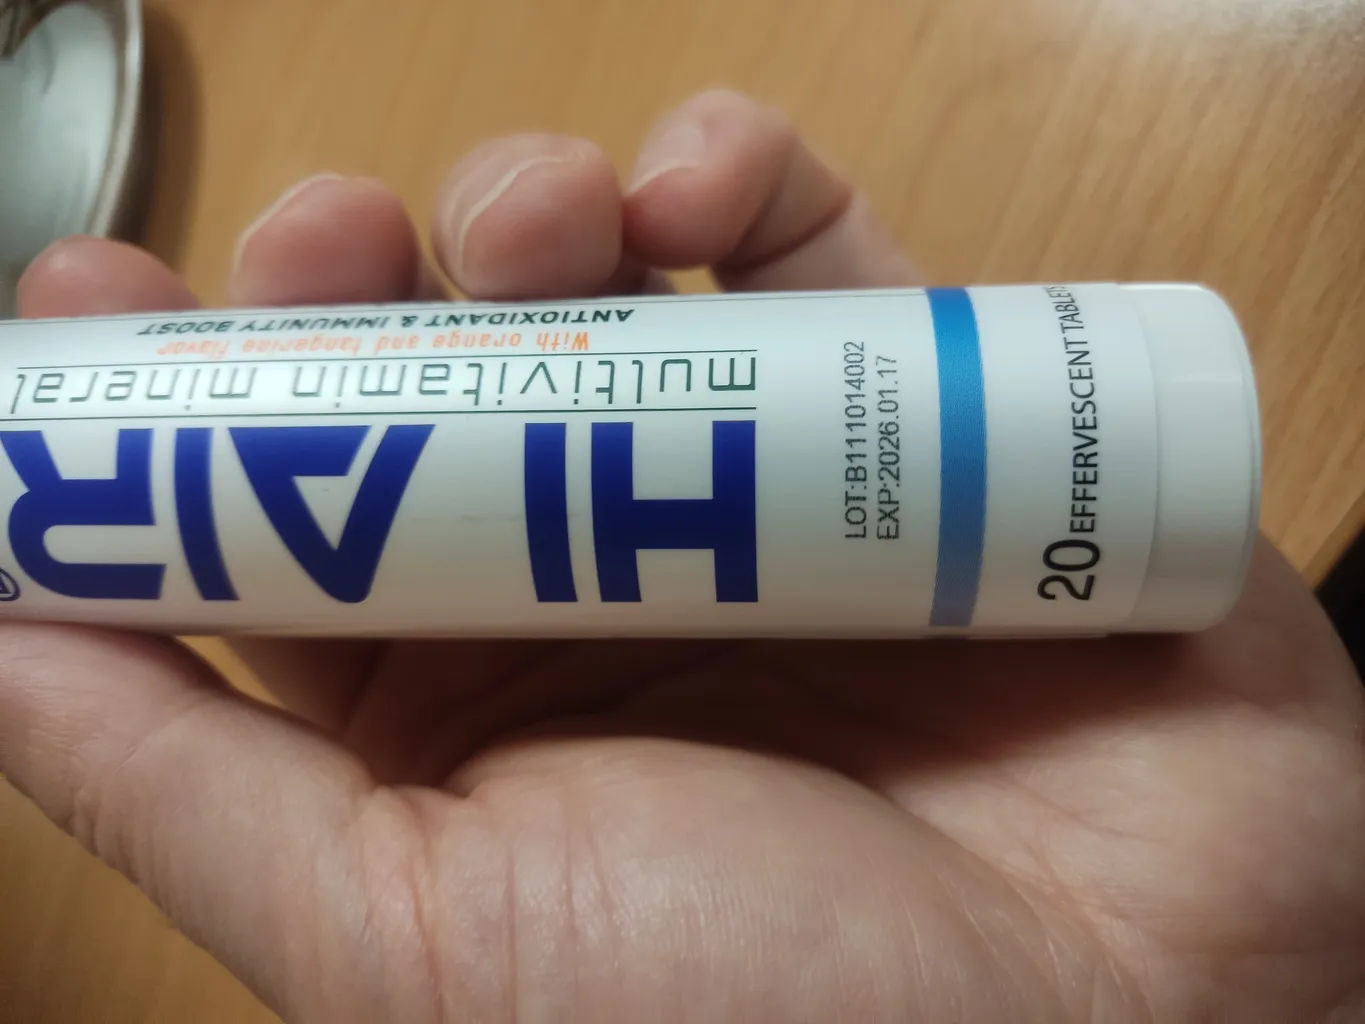 HI AIR®
multivitamin mineral
With orange and tangerine flavor
ANTIOXIDANT & IMMUNITY BOOST
LOT:B111014002
EXP:2026.01.17
20 EFFERVESCENT TABLETS